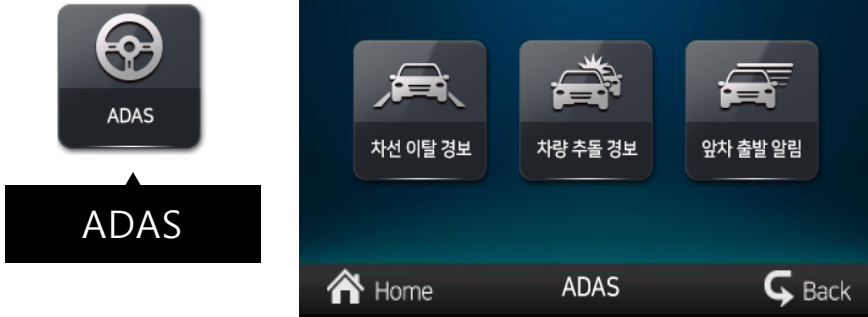 ADAS
ADAS
차선 이탈 경보
차량 추돌 경보
앞차 출발 알림
Home
ADAS
Back